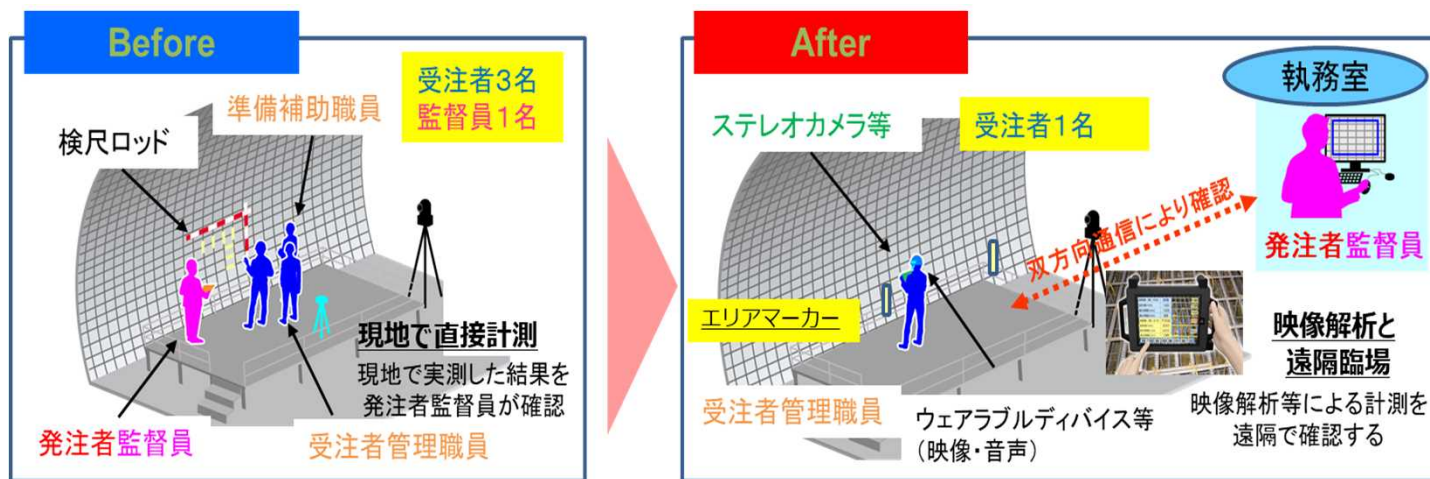 Before
受注者3名
監督員1名
準備補助職員
検尺ロッド
現地で直接計測
現地で実測した結果を
発注者監督員が確認
発注者監督員
受注者管理職員
After
執務室
ステレオカメラ等
受注者1名
双方向通信により確認
発注者監督員
エリアマーカー
映像解析と
遠隔臨場
受注者管理職員
ウェアラブルディバイス等
(映像・音声)
映像解析等による計測を
遠隔で確認する